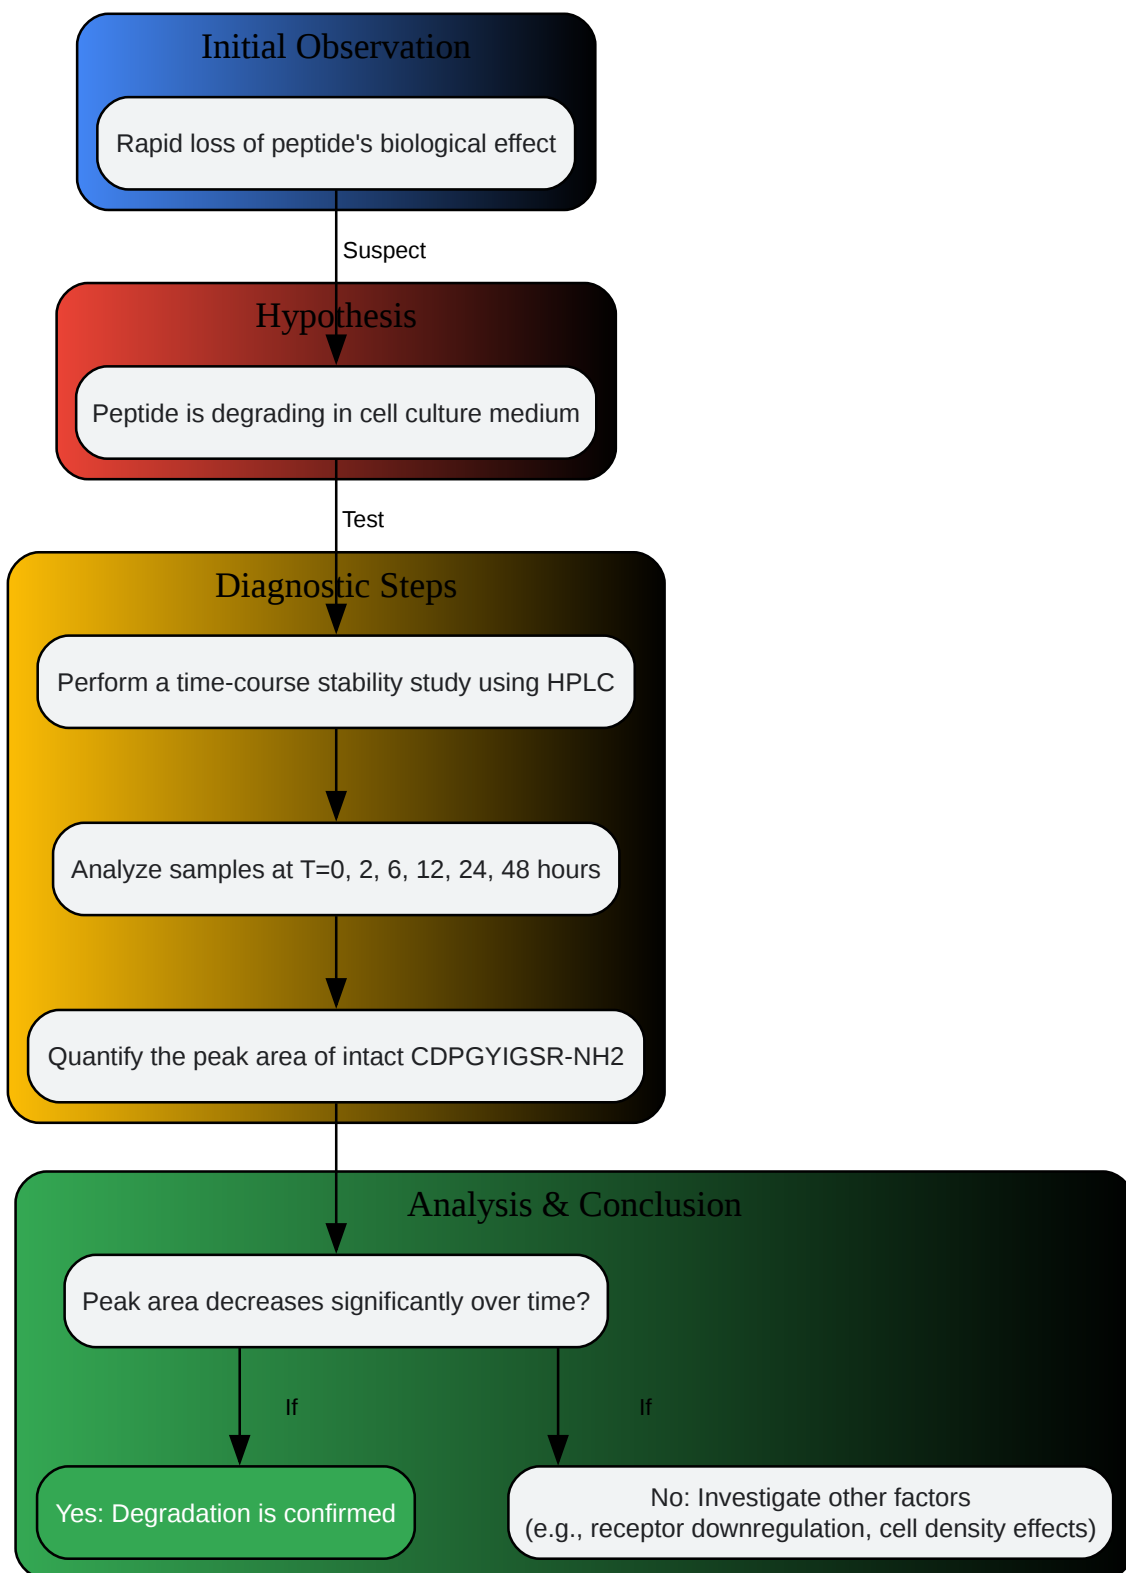 Initial Observation
Rapid loss of peptide's biological effect
Suspect
Hypothesis
Peptide is degrading in cell culture medium
Test
Diagnostic Steps
Perform a time-course stability study using HPLC
Analyze samples at T=0, 2, 6, 12, 24, 48 hours
Quantify the peak area of intact CDPGYIGSR-NH2
Analysis & Conclusion
Peak area decreases significantly over time?
If
If
Yes: Degradation is confirmed
No: Investigate other factors
(e.g., receptor downregulation, cell density effects)